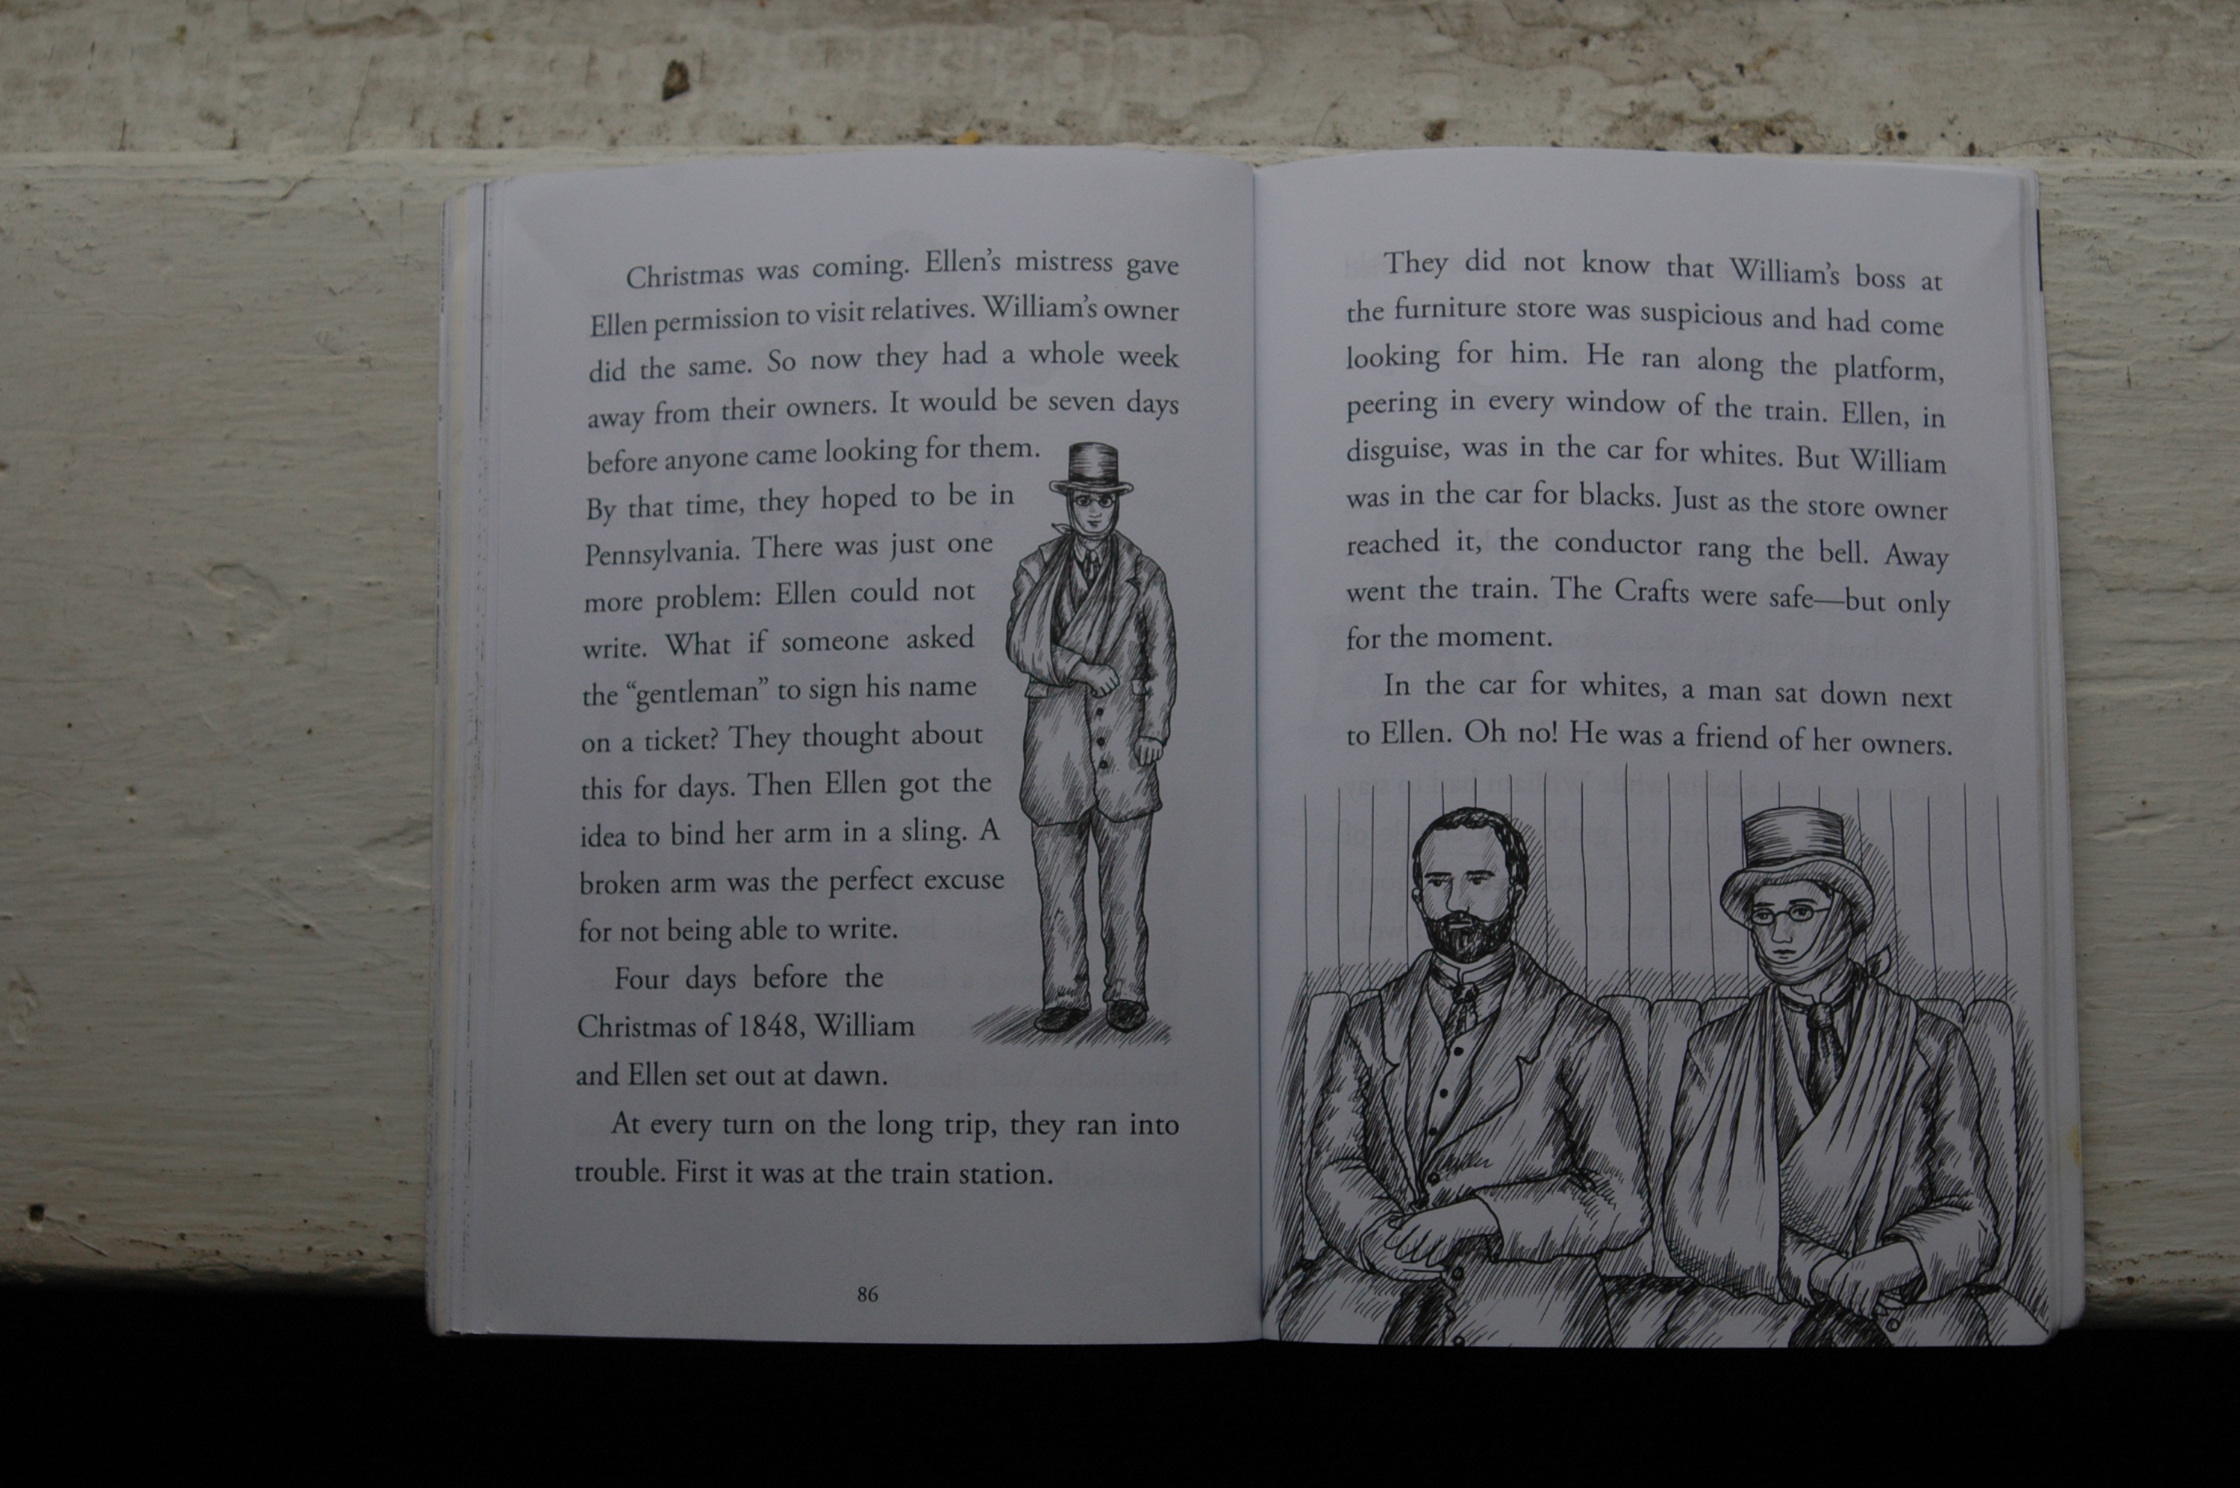 Christmas was coming. Ellen’s mistress gave
Ellen permission to visit relatives. William’s owner
did the same. So now they had a whole week
away from their owners. It would be seven days
before anyone came looking for them.
By that time, they hoped to be in
Pennsylvania. There was just one
more problem: Ellen could not
write. What if someone asked
the “gentleman” to sign his name
on a ticket? They thought about
this for days. Then Ellen got the
idea to bind her arm in a sling. A
broken arm was the perfect excuse
for not being able to write.
Four days before the
Christmas of 1848, William
and Ellen set out at dawn.
At every turn on the long trip, they ran into
trouble. First it was at the train station.
86
They did not know that William’s boss at
the furniture store was suspicious and had come
looking for him. He ran along the platform,
peering in every window of the train. Ellen, in
disguise, was in the car for whites. But William
was in the car for blacks. Just as the store owner
reached it, the conductor rang the bell. Away
went the train. The Crafts were safe—but only
for the moment.
In the car for whites, a man sat down next
to Ellen. Oh no! He was a friend of her owners.